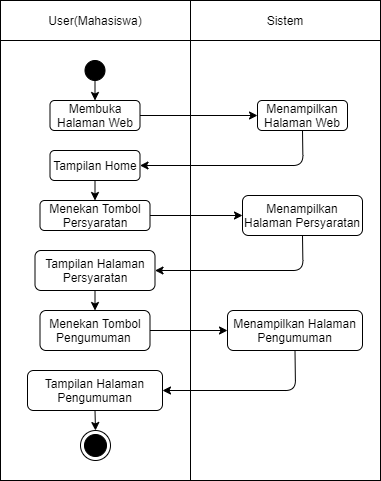 User(Mahasiswa)
Sistem
Membuka
Halaman Web
Menampilkan
Halaman Web
Tampilan Home
Menekan Tombol
Persyaratan
Menampilkan
Halaman Persyaratan
Tampilan Halaman
Persyaratan
Menekan Tombol
Pengumuman
Menampilkan Halaman
Pengumuman
Tampilan Halaman
Pengumuman